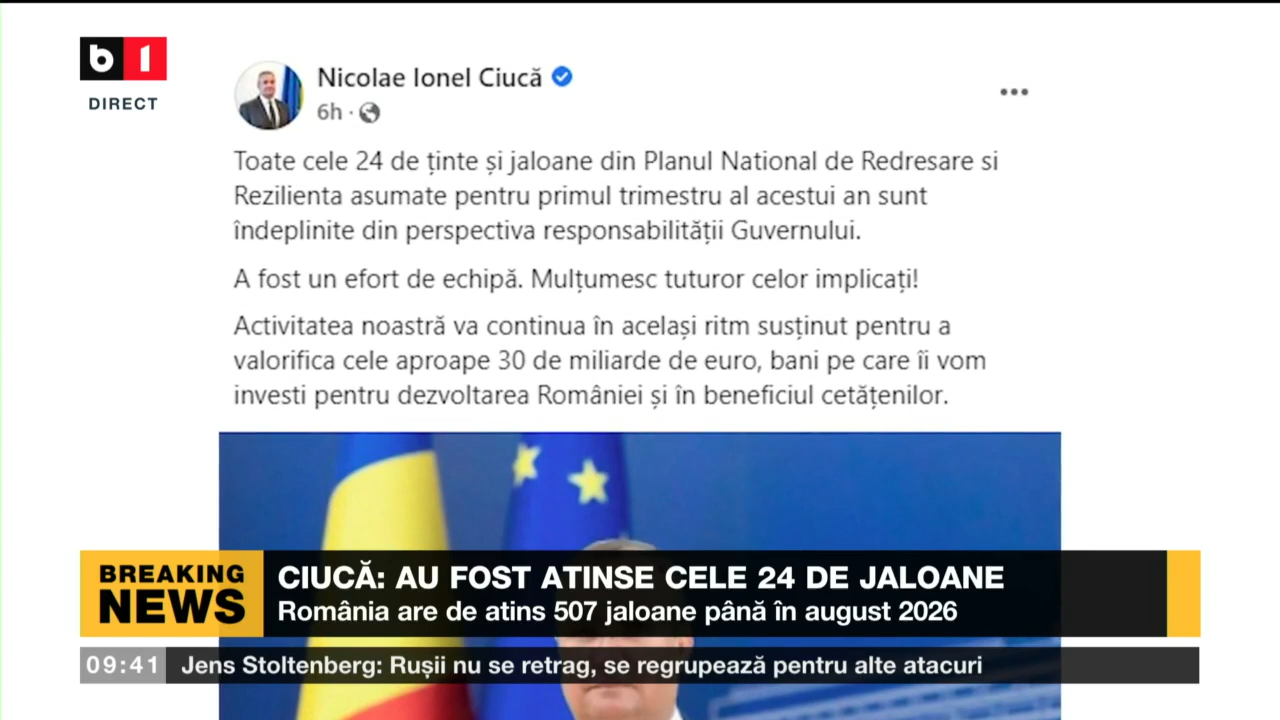 b1
DIRECT
Nicolae Ionel Ciucă
6h ·
Toate cele 24 de ținte și jaloane din Planul National de Redresare si
Rezilienta asumate pentru primul trimestru al acestui an sunt
îndeplinite din perspectiva responsabilității Guvernului.
A fost un efort de echipă. Mulțumesc tuturor celor implicați!
Activitatea noastră va continua în același ritm susținut pentru a
valorifica cele aproape 30 de miliarde de euro, bani pe care îi vom
investi pentru dezvoltarea României și în beneficiul cetățenilor.
BREAKING
NEWS
CIUCĂ: AU FOST ATINSE CELE 24 DE JALOANE
România are de atins 507 jaloane până în august 2026
09:41 Jens Stoltenberg: Rușii nu se retrag, se regrupează pentru alte atacuri